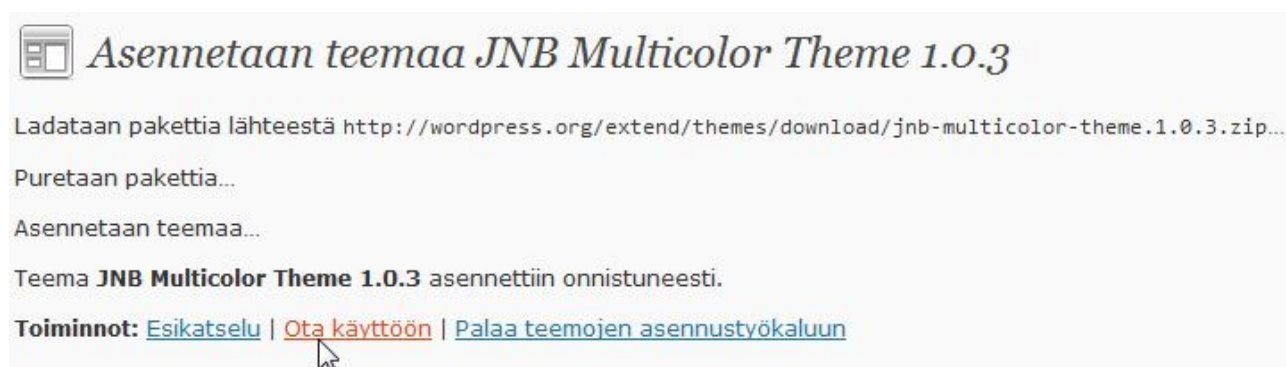 Asennetaan teemaa JNB Multicolor Theme 1.0.3
Ladataan pakettia lähteestä http://wordpress.org/extend/themes/download/jnb-multicolor-theme.1.0.3.zip…
Puretaan pakettia…
Asennetaan teemaa…
Teema JNB Multicolor Theme 1.0.3 asennettiin onnistuneesti.
Toiminnot: Esikatselu | Ota käyttöön | Palaa teemojen asennustyökaluun